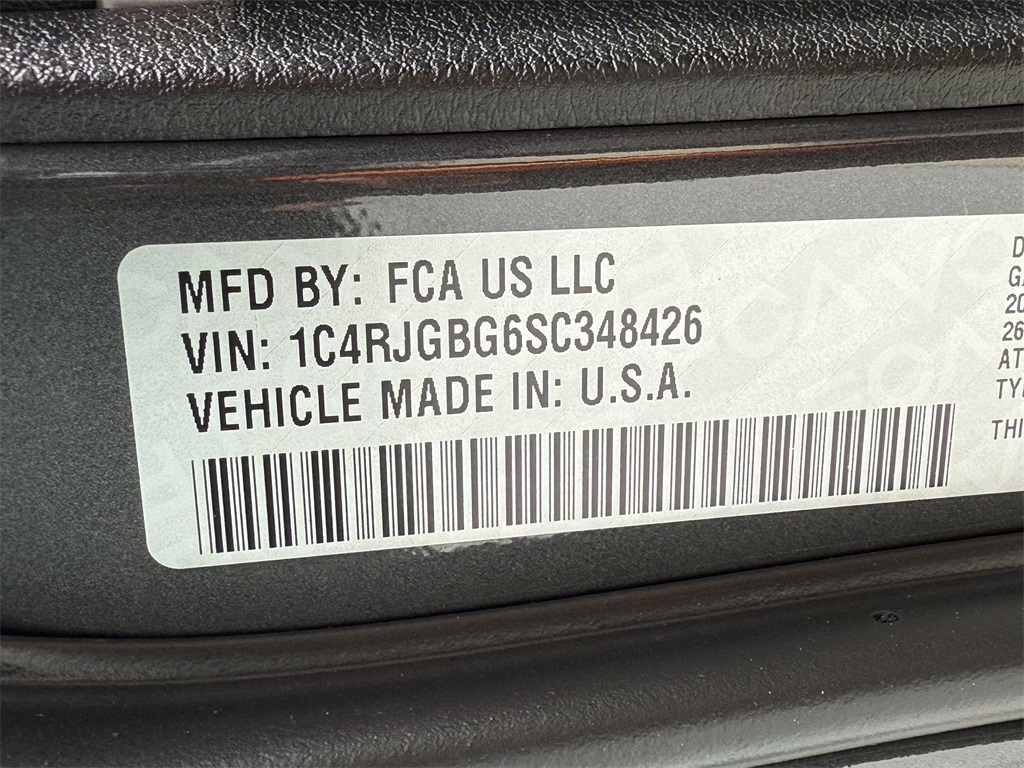 MFD BY: FCA US LLC
VIN: 1C4RJGBG6SC348426
VEHICLE MADE IN: U.S.A.